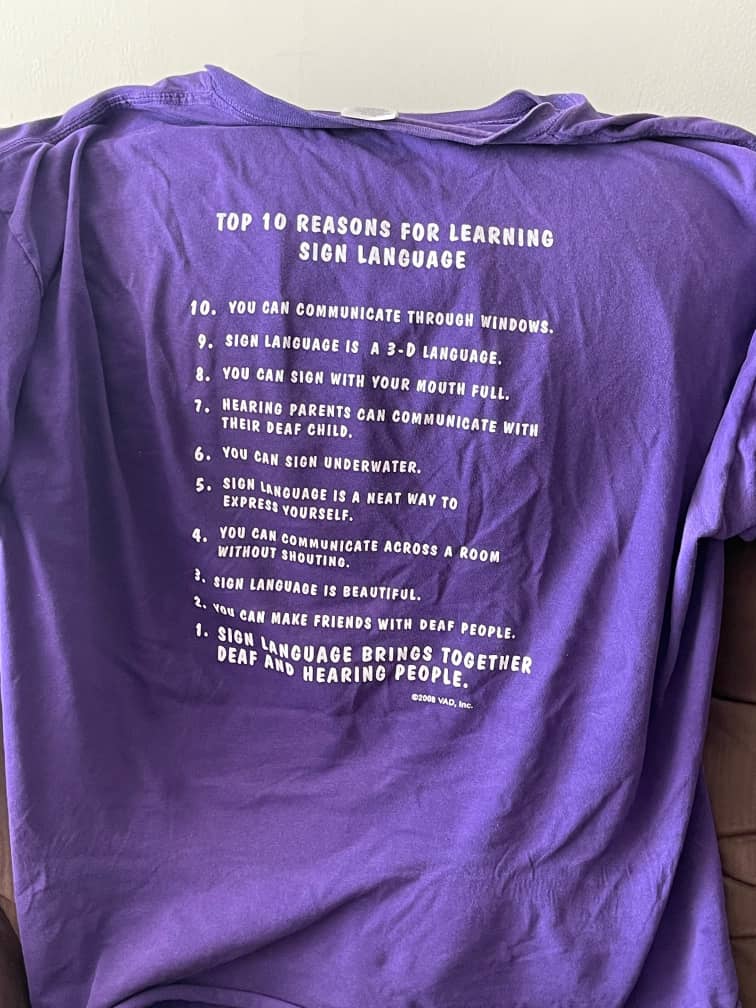 TOP 10 REASONS FOR LEARNING
SIGN LANGUAGE
10. YOU CAN COMMUNICATE THROUGH WINDOWS.
9. SIGN LANGUAGE IS A 3-D LANGUAGE.
8. YOU CAN SIGN WITH YOUR MOUTH FULL.
7. HEARING PARENTS CAN COMMUNICATE WITH
THEIR DEAF CHILD.
6. YOU CAN SIGN UNDERWATER.
5. SIGN LANGUAGE IS A NEAT WAY TO
EXPRESS YOURSELF.
4. YOU CAN COMMUNICATE ACROSS A ROOM
WITHOUT SHOUTING.
3. SIGN LANGUAGE IS BEAUTIFUL.
2. YOU CAN MAKE FRIENDS WITH DEAF PEOPLE.
1. SIGN LANGUAGE BRINGS TOGETHER
DEAF AND HEARING PEOPLE.
©2008 VAD, Inc.